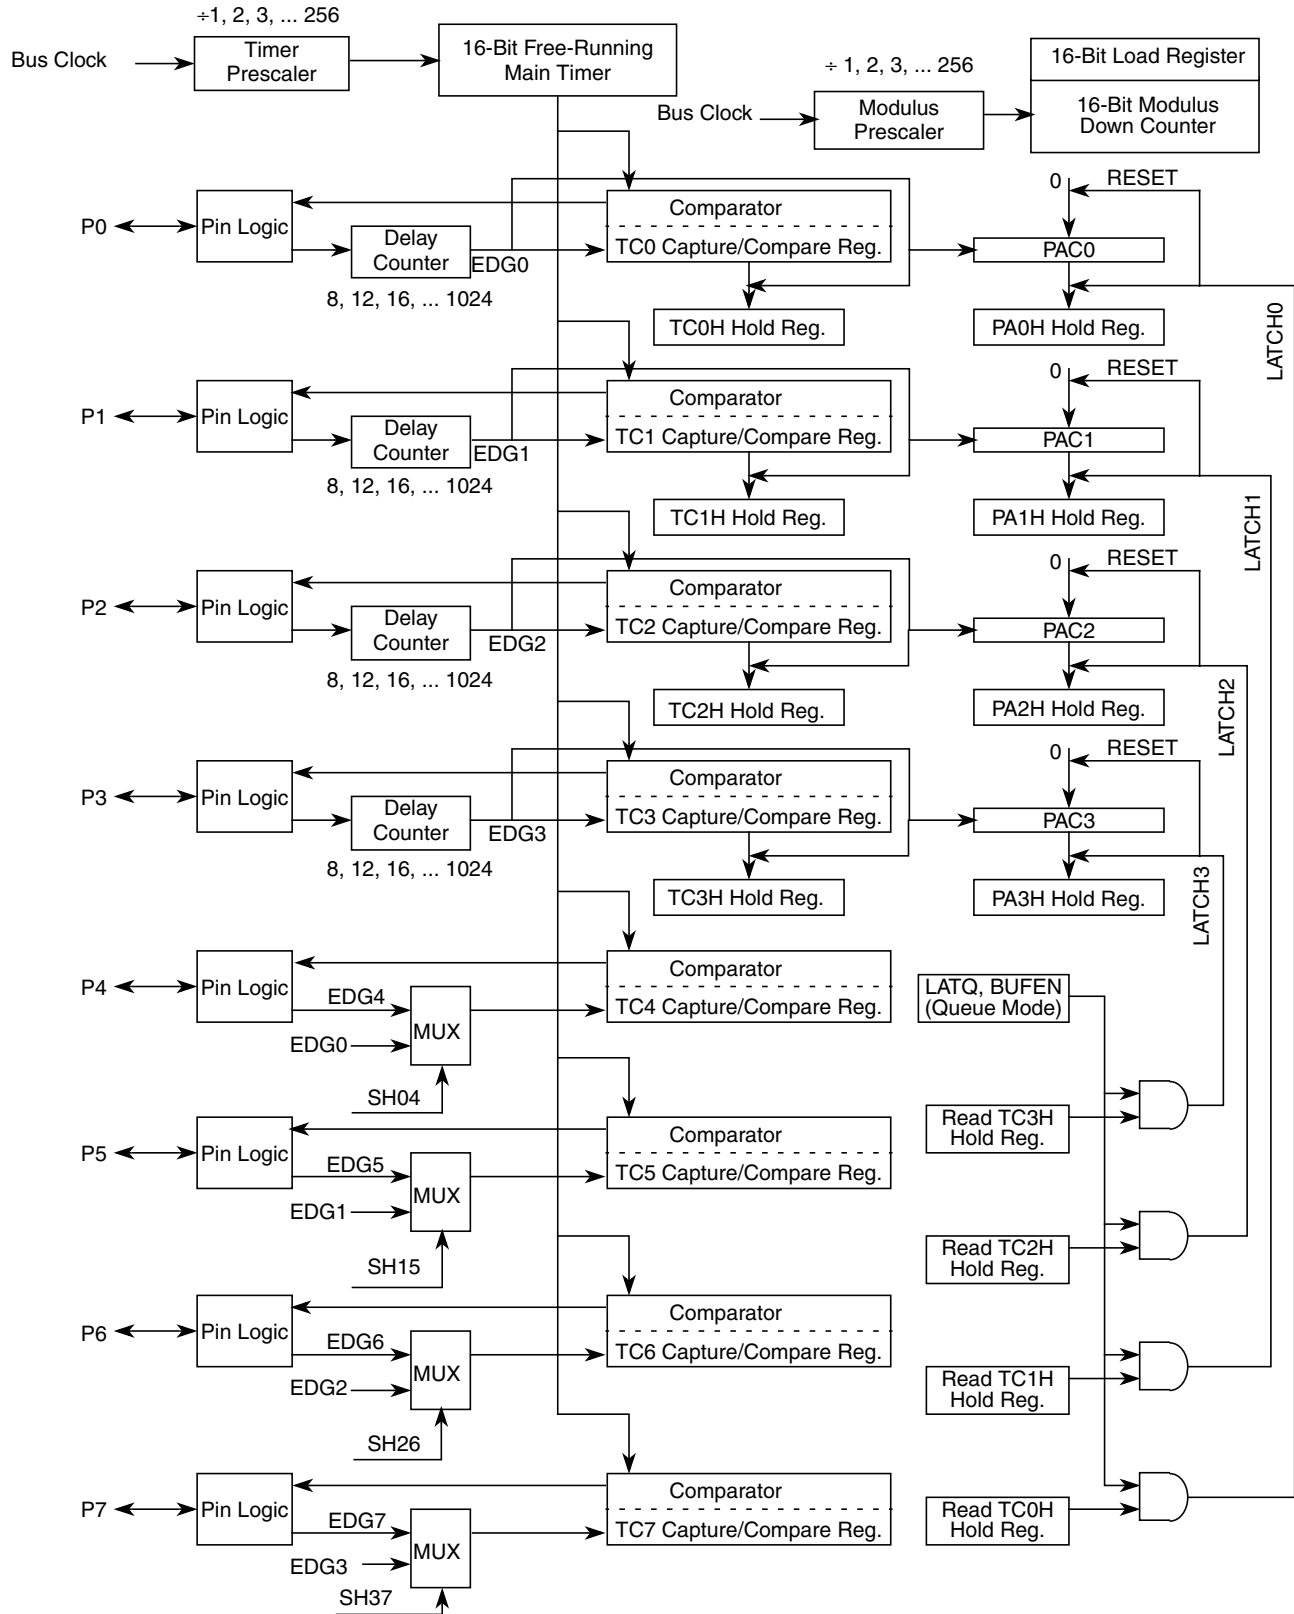 ÷1, 2, 3, ... 256
Bus Clock
Timer
Prescaler
16-Bit Free-Running
Main Timer
÷ 1, 2, 3, ... 256
Bus Clock
Modulus
Prescaler
16-Bit Load Register
16-Bit Modulus
Down Counter
P0
Pin Logic
Delay
Counter
8, 12, 16, ... 1024
EDG0
Comparator
TC0 Capture/Compare Reg.
TC0H Hold Reg.
0
RESET
PAC0
PA0H Hold Reg.
LATCH0
P1
Pin Logic
Delay
Counter
8, 12, 16, ... 1024
EDG1
Comparator
TC1 Capture/Compare Reg.
TC1H Hold Reg.
0
RESET
PAC1
PA1H Hold Reg.
LATCH1
P2
Pin Logic
Delay
Counter
8, 12, 16, ... 1024
EDG2
Comparator
TC2 Capture/Compare Reg.
TC2H Hold Reg.
0
RESET
PAC2
PA2H Hold Reg.
LATCH2
P3
Pin Logic
Delay
Counter
8, 12, 16, ... 1024
EDG3
Comparator
TC3 Capture/Compare Reg.
TC3H Hold Reg.
0
RESET
PAC3
PA3H Hold Reg.
LATCH3
P4
Pin Logic
EDG4
EDG0
MUX
SH04
Comparator
TC4 Capture/Compare Reg.
LATQ, BUFEN
(Queue Mode)
P5
Pin Logic
EDG5
EDG1
MUX
SH15
Comparator
TC5 Capture/Compare Reg.
Read TC3H
Hold Reg.
Read TC2H
Hold Reg.
P6
Pin Logic
EDG6
EDG2
MUX
SH26
Comparator
TC6 Capture/Compare Reg.
Read TC1H
Hold Reg.
P7
Pin Logic
EDG7
EDG3
MUX
SH37
Comparator
TC7 Capture/Compare Reg.
Read TC0H
Hold Reg.